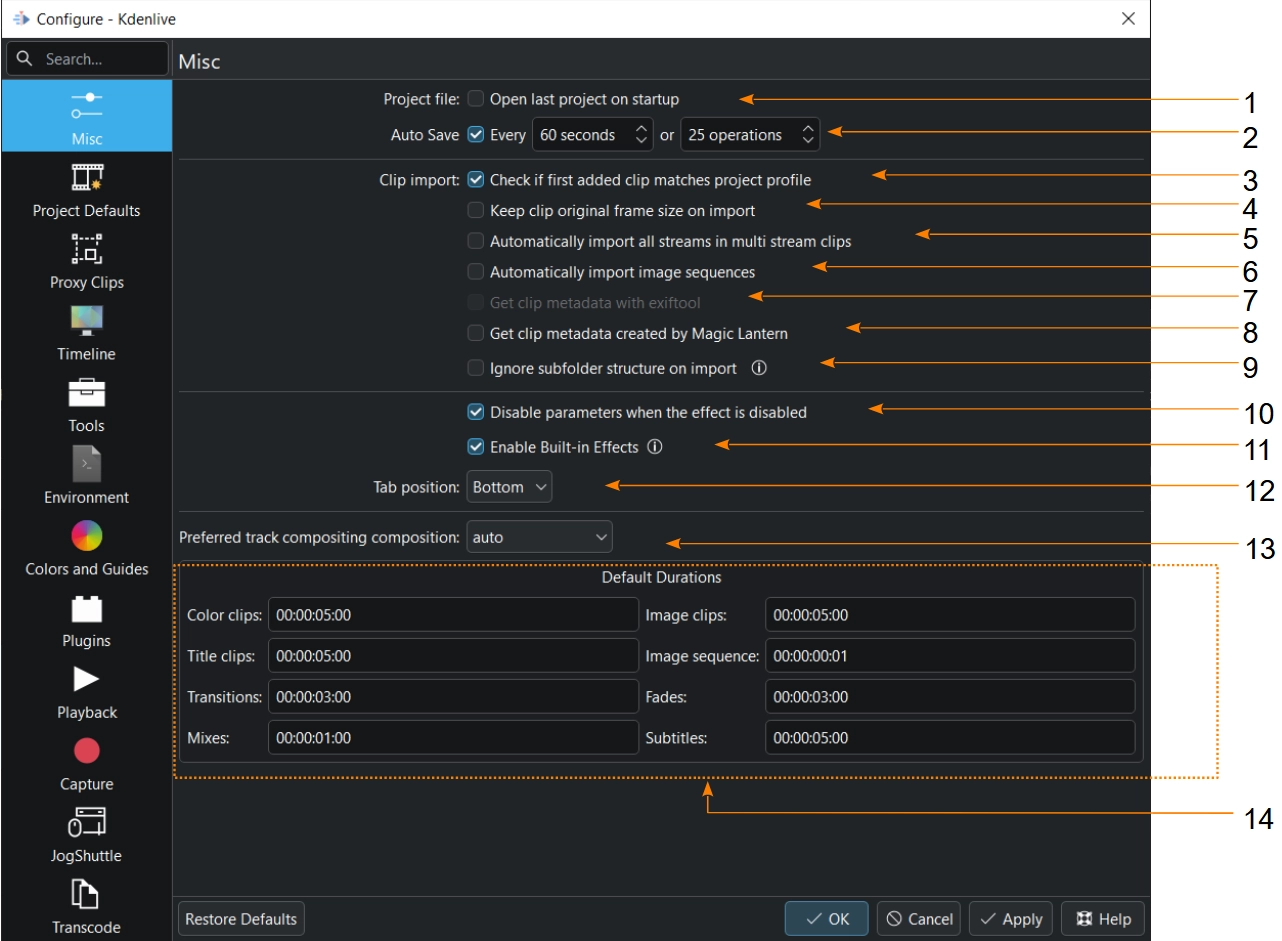 Configure - Kdenlive
Search...
Misc
Misc
Project Defaults
Proxy Clips
Timeline
Tools
Environment
Colors and Guides
Plugins
Playback
Capture
JogShuttle
Transcode
Project file: Open last project on startup 1
Auto Save Every 60 seconds or 25 operations 2
Clip import: Check if first added clip matches project profile 3
Keep clip original frame size on import 4
Automatically import all streams in multi stream clips 5
Automatically import image sequences 6
Get clip metadata with exiftool 7
Get clip metadata created by Magic Lantern 8
Ignore subfolder structure on import 9
Disable parameters when the effect is disabled 10
Enable Built-in Effects 11
Tab position: Bottom 12
Preferred track compositing composition: auto 13
Default Durations
Color clips: 00:00:05:00 Image clips: 00:00:05:00
Title clips: 00:00:05:00 Image sequence: 00:00:00:01
Transitions: 00:00:03:00 Fades: 00:00:03:00
Mixes: 00:00:01:00 Subtitles: 00:00:05:00
14
Restore Defaults OK Cancel Apply Help